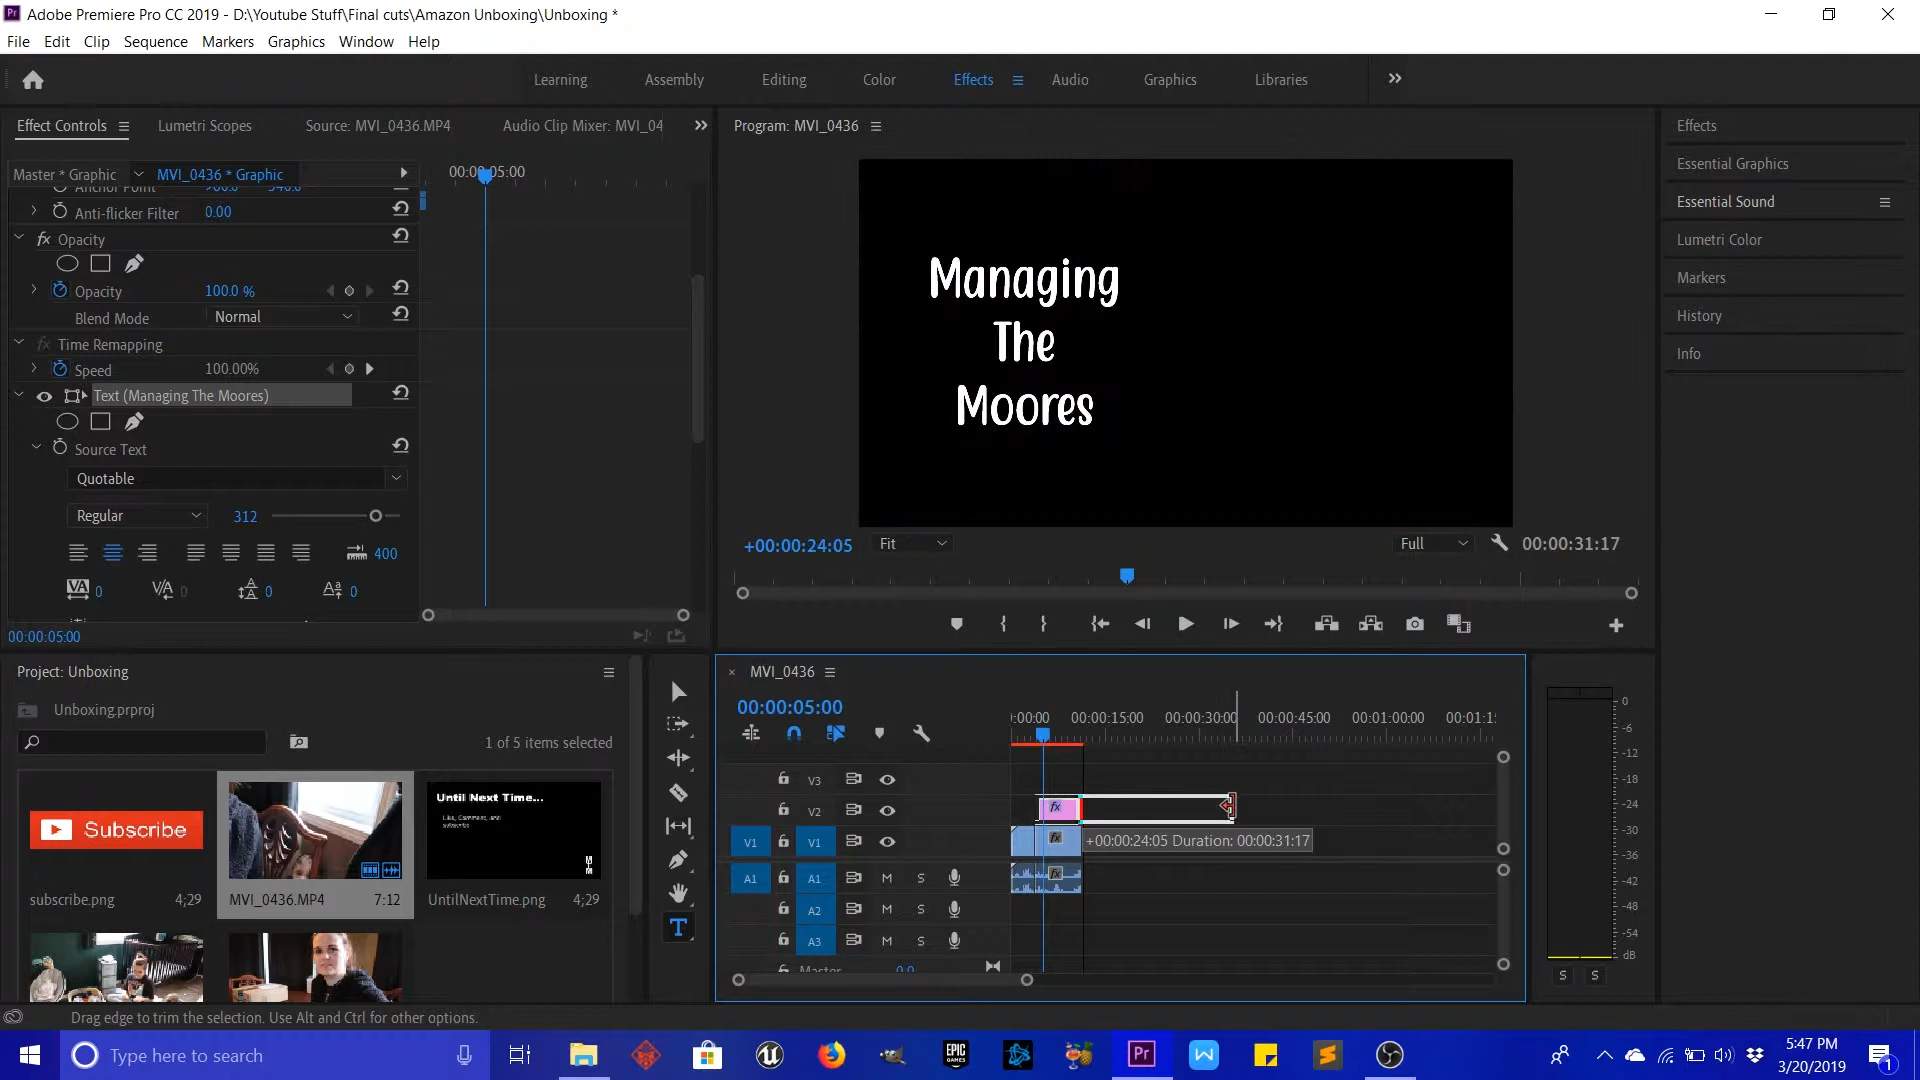 Adobe Premiere Pro CC 2019 - D:\Youtube Stuff\Final cuts\Amazon Unboxing\Unboxing *
File Edit Clip Sequence Markers Graphics Window Help
Learning Assembly Editing Color Effects Audio Graphics Libraries
Effect Controls Lumetri Scopes Source: MVI_0436.MP4 Audio Clip Mixer: MVI_04
Program: MVI_0436
Master * Graphic MVI_0436 * Graphic 00:00:05:00
Anchor Point 960.0 540.0
Anti-flicker Filter 0.00
fx Opacity
Opacity 100.0 %
Blend Mode Normal
fx Time Remapping
Speed 100.00%
Text (Managing The Moores)
Source Text
Quotable
Regular 312
400
0 0 0 0
00:00:05:00
Managing
The
Moores
+00:00:24:05 Fit Full 00:00:31:17
Effects
Essential Graphics
Essential Sound
Lumetri Color
Markers
History
Info
Project: Unboxing
Unboxing.prproj
1 of 5 items selected
Subscribe
subscribe.png 4;29
MVI_0436.MP4 7:12
Until Next Time...
Like, Comment, and
subscribe
UntilNextTime.png 4;29
MVI_0436
00:00:05:00
:00:00 00:00:15:00 00:00:30:00 00:00:45:00 00:01:00:00 00:01:1
V3
V2 fx
V1 V1 fx
+00:00:24:05 Duration: 00:00:31:17
A1 A1 M S fx
A2 M S
A3 M S
Master 0.0
0
-6
-12
-18
-24
-30
-36
-42
-48
-54
dB
S S
Drag edge to trim the selection. Use Alt and Ctrl for other options.
Type here to search
EPIC
GAMES
Pr
5:47 PM
3/20/2019
1